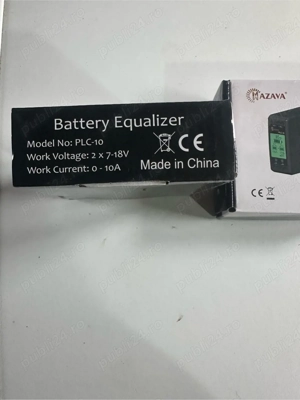 Battery Equalizer
Model No: PLC-10
Work Voltage: 2 x 7-18V
Work Current: 0 - 10A
CE
Made in China
MAZAVA
CE